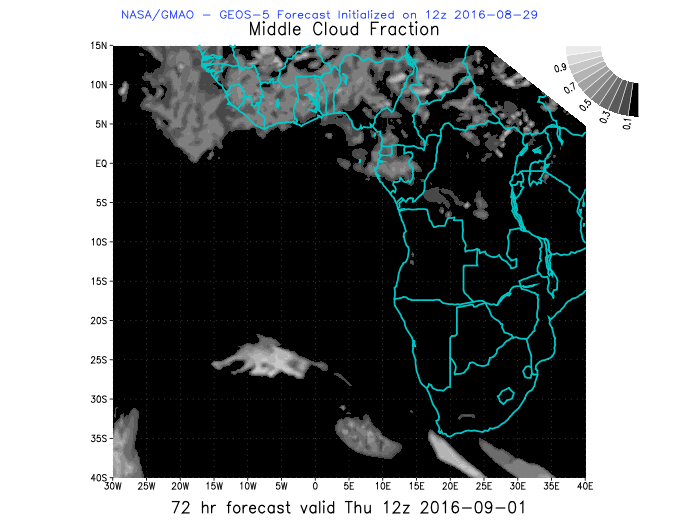 NASA/GMAO - GEOS-5 Forecast Initialized on 12z 2016-08-29
Middle Cloud Fraction
15N
10N
5N
EQ
5S
10S
15S
20S
25S
30S
35S
40S
30W 25W 20W 15W 10W 5W 0 5E 10E 15E 20E 25E 30E 35E 40E
0.9
0.7
0.5
0.3
0.1
72 hr forecast valid Thu 12z 2016-09-01